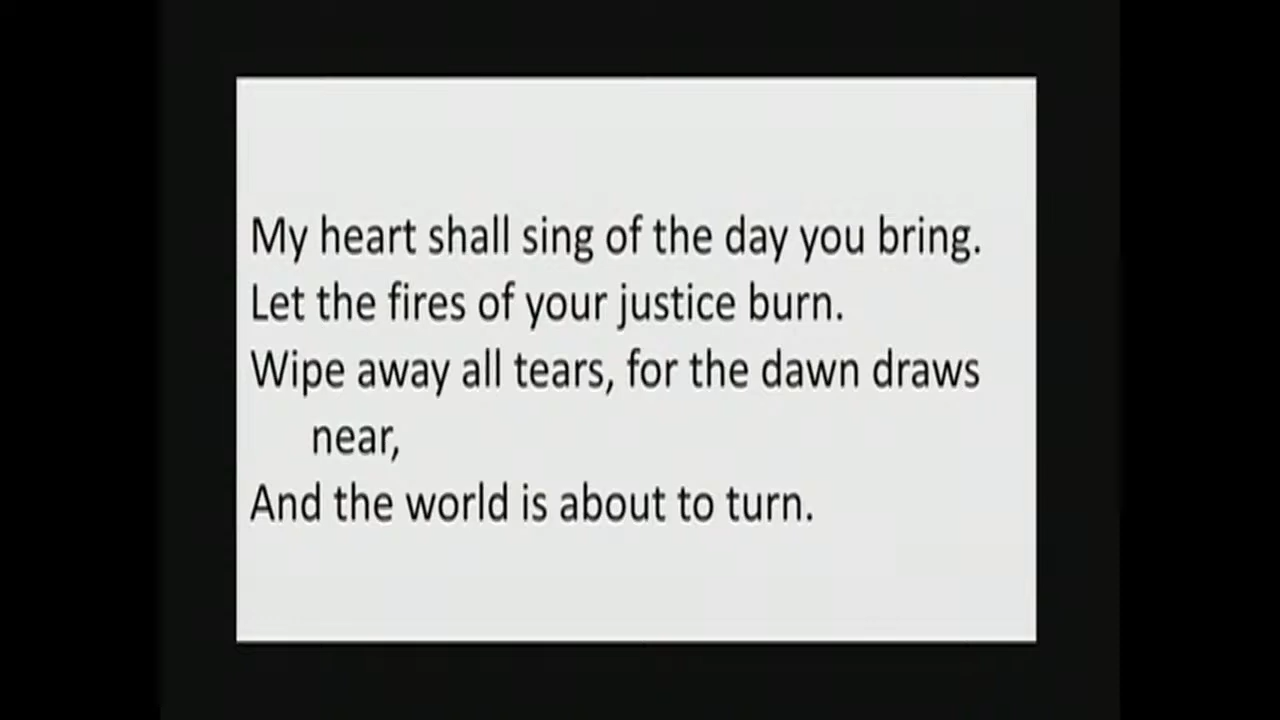 My heart shall sing of the day you bring.
Let the fires of your justice burn.
Wipe away all tears, for the dawn draws
near,
And the world is about to turn.